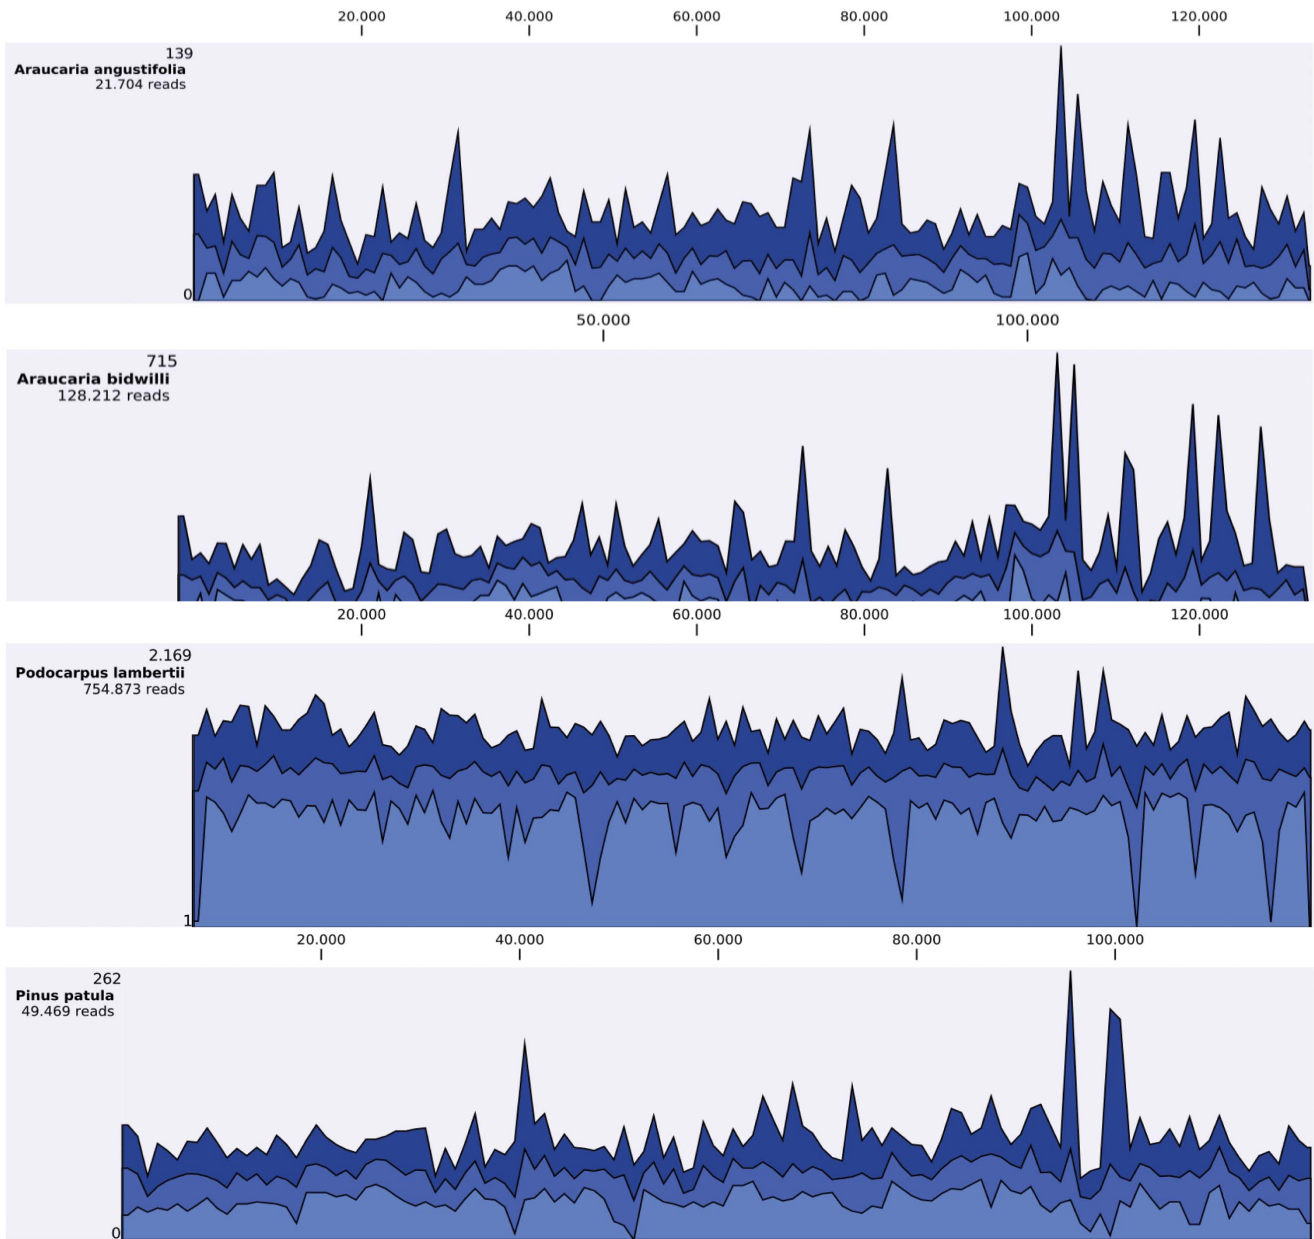 20.000 40.000 60.000 80.000 100.000 120.000
139
Araucaria angustifolia
21.704 reads
0
50.000 100.000
715
Araucaria bidwilli
128.212 reads
20.000 40.000 60.000 80.000 100.000 120.000
2.169
Podocarpus lambertii
754.873 reads
1
20.000 40.000 60.000 80.000 100.000
262
Pinus patula
49.469 reads
0